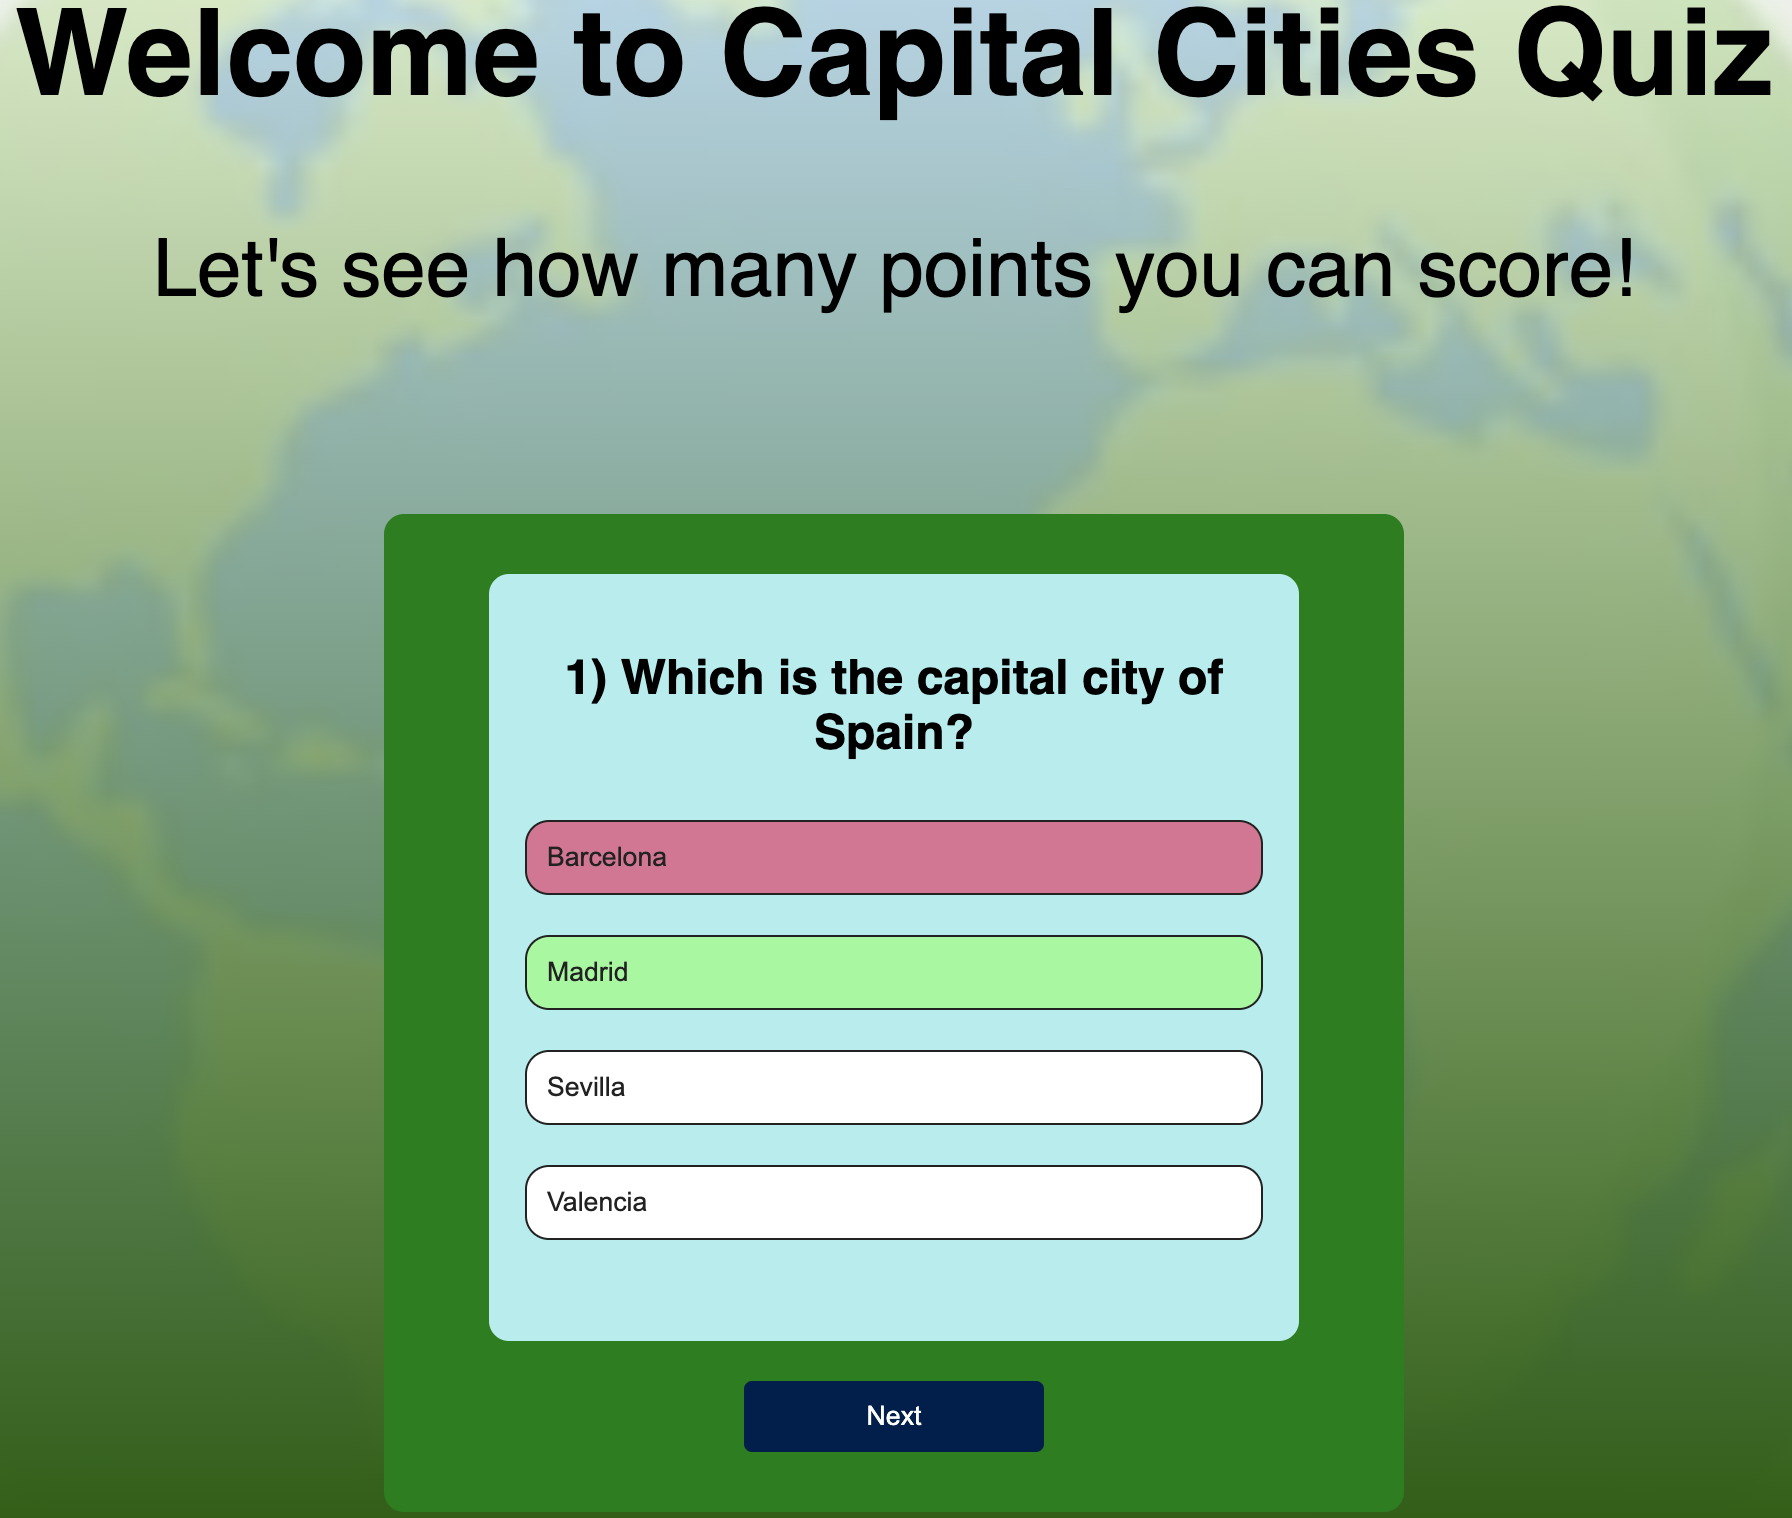 Welcome to Capital Cities Quiz
Let's see how many points you can score!
1) Which is the capital city of
Spain?
Barcelona
Madrid
Sevilla
Valencia
Next